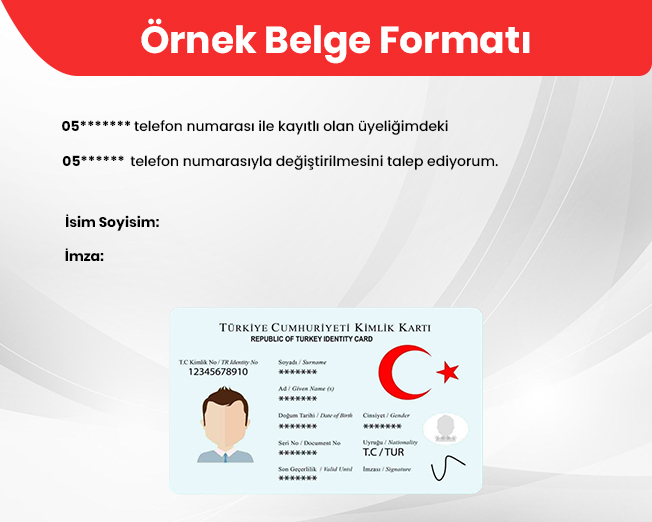 Örnek Belge Formatı
05******* telefon numarası ile kayıtlı olan üyeliğimdeki
05****** telefon numarasıyla değiştirilmesini talep ediyorum.
İsim Soyisim:
İmza:
TÜRKİYE CUMHURİYETİ KİMLİK KARTI
REPUBLIC OF TURKEY IDENTITY CARD
T.C Kimlik No / TR Identity No
12345678910
Soyadı / Surname
*******
Ad / Given Name (s)
*******
Doğum Tarihi / Date of Birth Cinsiyet / Gender
******* *******
Seri No / Document No Uyruğu / Nationality
******* T.C / TUR
Son Geçerlilik / Valid Until İmzası / Signature
*******